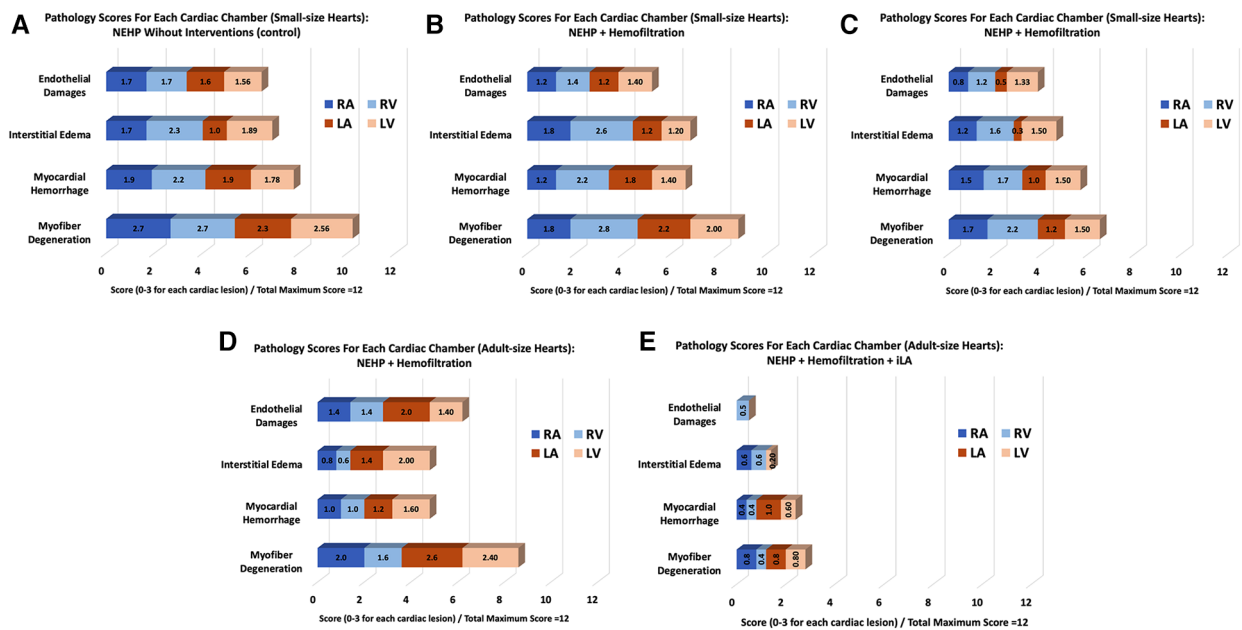 A
Pathology Scores For Each Cardiac Chamber (Small-size Hearts):
NEHP Without Interventions (control)
Endothelial
Damages
1.7 1.7 1.6 1.56
RA RV
LA LV
Interstitial Edema
1.7 2.3 1.0 1.89
Myocardial
Hemorrhage
1.9 2.2 1.9 1.78
Myofiber
Degeneration
2.7 2.7 2.3 2.56
0 2 4 6 8 10 12
Score (0-3 for each cardiac lesion) / Total Maximum Score =12
B
Pathology Scores For Each Cardiac Chamber (Small-size Hearts):
NEHP + Hemofiltration
Endothelial
Damages
1.2 1.4 1.2 1.40
RA RV
LA LV
Interstitial Edema
1.8 2.6 1.2 1.20
Myocardial
Hemorrhage
1.2 2.2 1.8 1.40
Myofiber
Degeneration
1.8 2.8 2.2 2.00
0 2 4 6 8 10 12
Score (0-3 for each cardiac lesion) / Total Maximum Score =12
C
Pathology Scores For Each Cardiac Chamber (Small-size Hearts):
NEHP + Hemofiltration
Endothelial
Damages
0.8 1.2 0.5 1.33
RA RV
LA LV
Interstitial Edema
1.2 1.6 0.3 1.50
Myocardial
Hemorrhage
1.5 1.7 1.0 1.50
Myofiber
Degeneration
1.7 2.2 1.2 1.50
0 2 4 6 8 10 12
Score (0-3 for each cardiac lesion) / Total Maximum Score =12
D
Pathology Scores For Each Cardiac Chamber (Adult-size Hearts):
NEHP + Hemofiltration
Endothelial
Damages
1.4 1.4 2.0 1.40
RA RV
LA LV
Interstitial Edema
0.8 0.6 1.4 2.00
Myocardial
Hemorrhage
1.0 1.0 1.2 1.60
Myofiber
Degeneration
2.0 1.6 2.6 2.40
0 2 4 6 8 10 12
Score (0-3 for each cardiac lesion) / Total Maximum Score =12
E
Pathology Scores For Each Cardiac Chamber (Adult-size Hearts):
NEHP + Hemofiltration + iLA
Endothelial
Damages
0.5
RA RV
LA LV
Interstitial Edema
0.6 0.6 0.20
Myocardial
Hemorrhage
0.4 0.4 1.0 0.60
Myofiber
Degeneration
0.8 0.4 0.8 0.80
0 2 4 6 8 10 12
Score (0-3 for each cardiac lesion) / Total Maximum Score =12